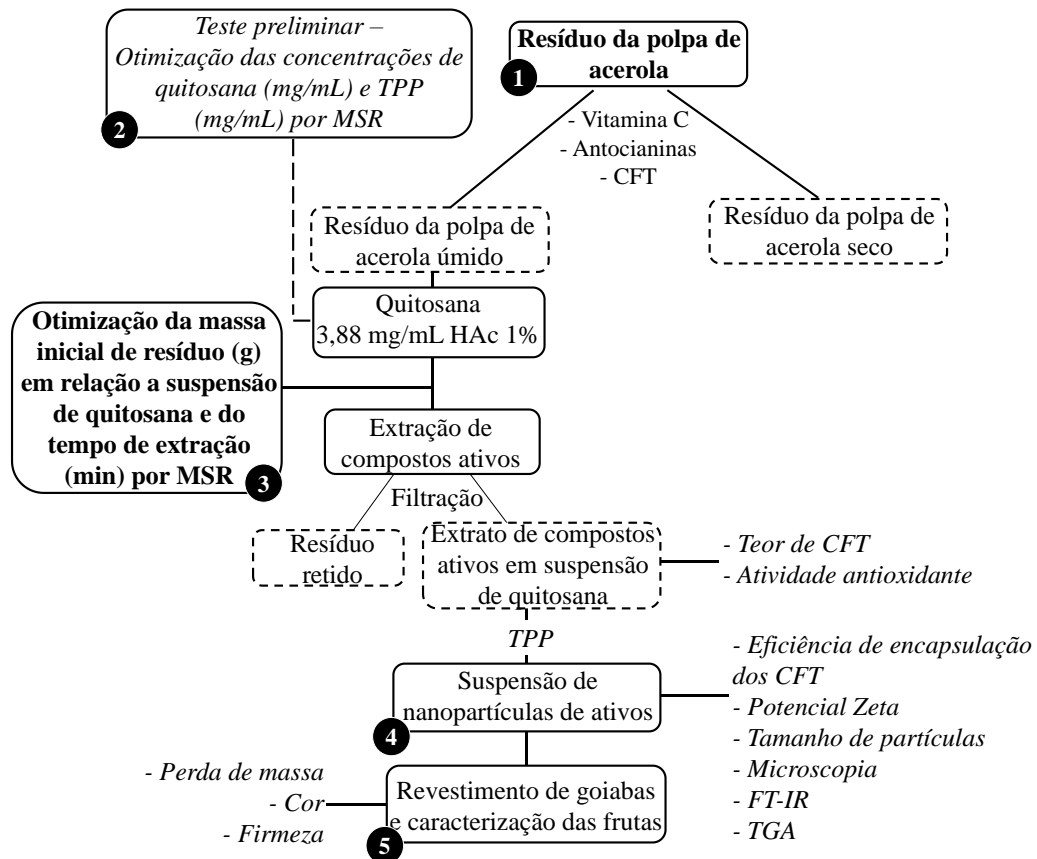 Teste preliminar –
Otimização das concentrações de
quitosana (mg/mL) e TPP
(mg/mL) por MSR
2
Resíduo da polpa de
acerola
1
- Vitamina C
- Antocianinas
- CFT
Resíduo da polpa de
acerola úmido
Resíduo da polpa de
acerola seco
Quitosana
3,88 mg/mL HAc 1%
Otimização da massa
inicial de resíduo (g)
em relação a suspensão
de quitosana e do
tempo de extração
(min) por MSR
3
Extração de
compostos ativos
Filtração
Resíduo
retido
Extrato de compostos
ativos em suspensão
de quitosana
- Teor de CFT
- Atividade antioxidante
TPP
Suspensão de
nanopartículas de ativos
4
- Eficiência de encapsulação
dos CFT
- Potencial Zeta
- Tamanho de partículas
- Microscopia
- FT-IR
- TGA
- Perda de massa
- Cor
- Firmeza
Revestimento de goiabas
e caracterização das frutas
5